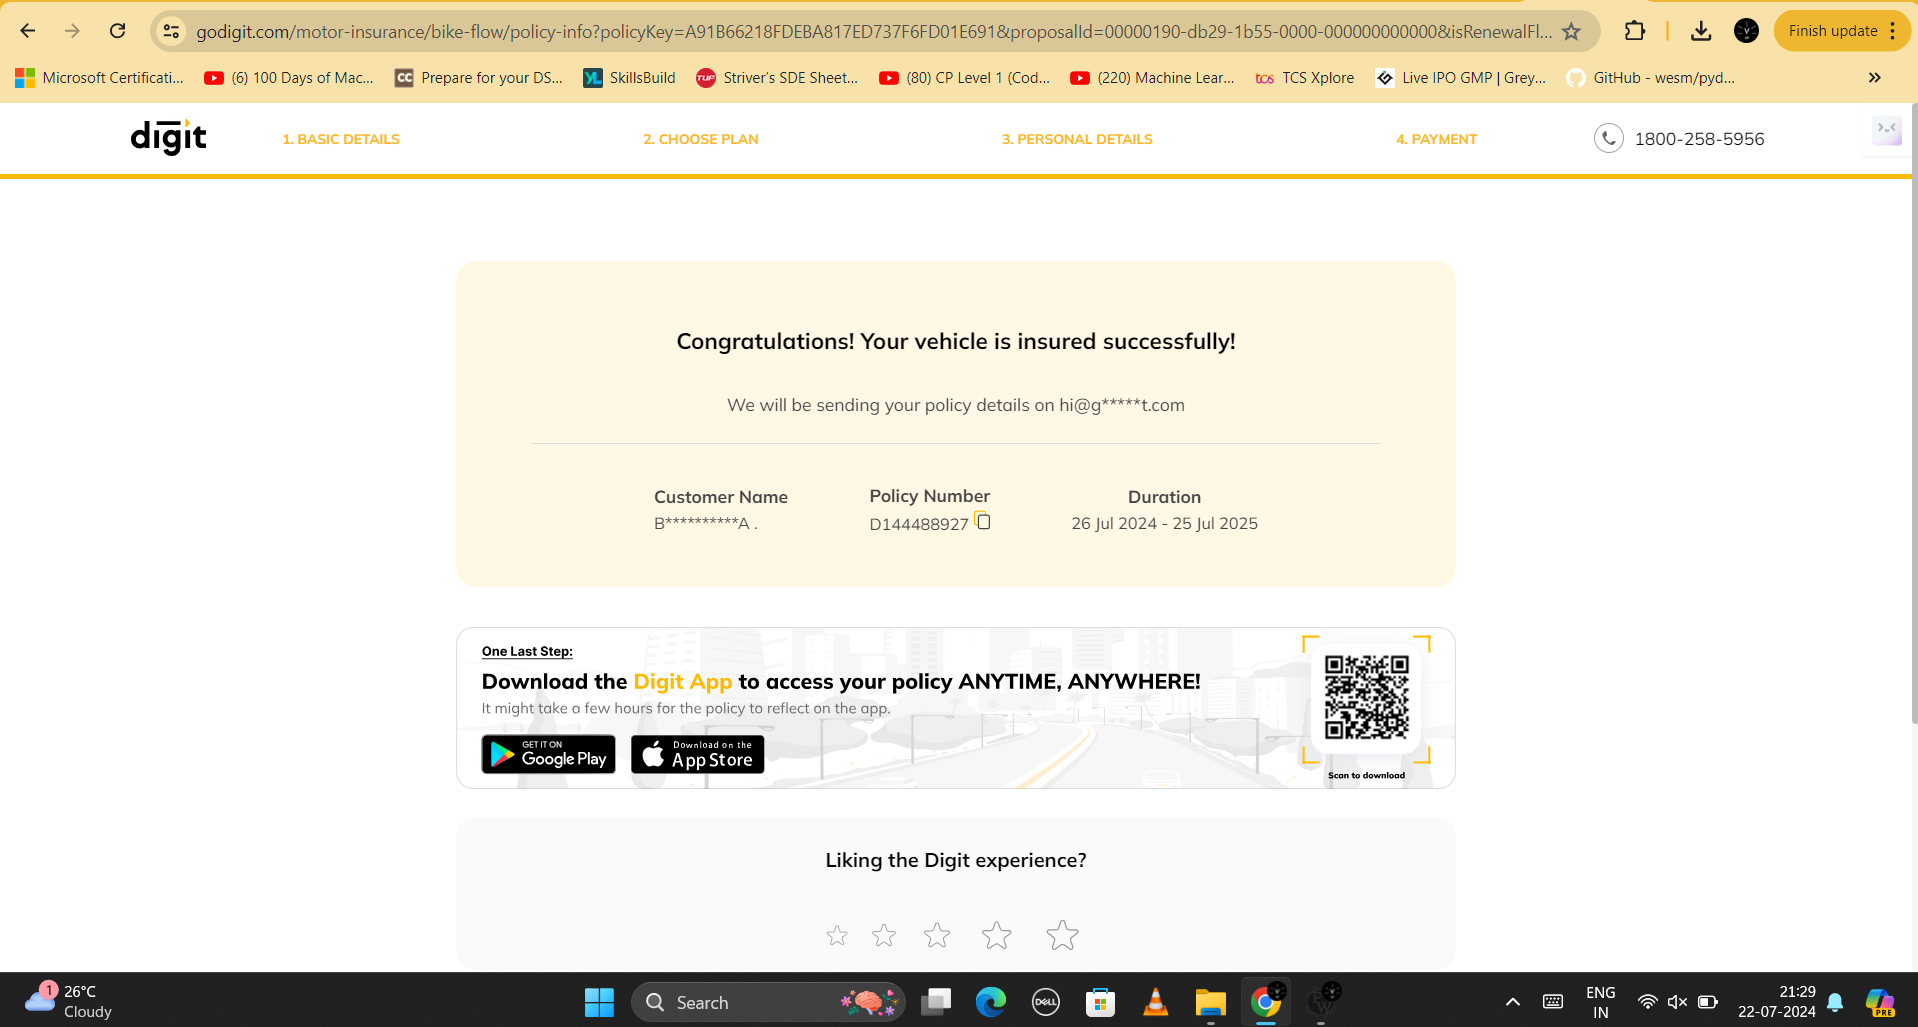 godigit.com/motor-insurance/bike-flow/policy-info?policyKey=A91B66218FDEBA817ED737F6FD01E691&proposalId=00000190-db29-1b55-0000-000000000000&isRenewalFl...
Finish update
Microsoft Certificati...
(6) 100 Days of Mac...
CC
Prepare for your DS...
SkillsBuild
TUF
Striver's SDE Sheet...
(80) CP Level 1 (Cod...
(220) Machine Lear...
tcs
TCS Xplore
Live IPO GMP | Grey...
GitHub - wesm/pyd...
digit
1. BASIC DETAILS
2. CHOOSE PLAN
3. PERSONAL DETAILS
4. PAYMENT
1800-258-5956
Congratulations! Your vehicle is insured successfully!
We will be sending your policy details on hi@g*****t.com
Customer Name
B**********A .
Policy Number
D144488927
Duration
26 Jul 2024 - 25 Jul 2025
One Last Step:
Download the Digit App to access your policy ANYTIME, ANYWHERE!
It might take a few hours for the policy to reflect on the app.
GET IT ON
Google Play
Download on the
App Store
Scan to download
Liking the Digit experience?
1
26°C
Cloudy
Search
DELL
ENG
IN
21:29
22-07-2024
PRE